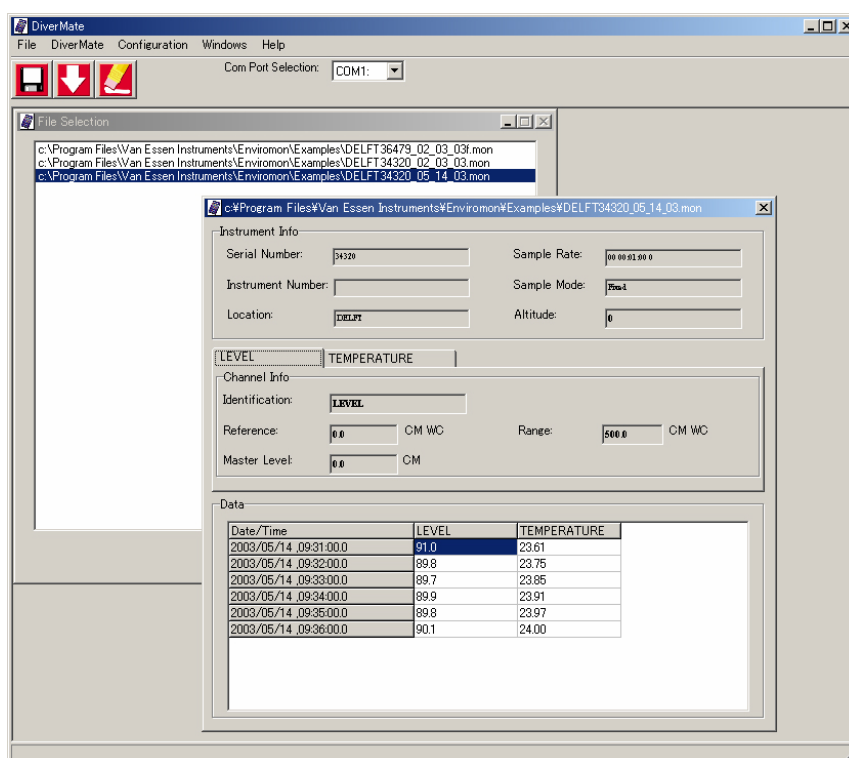 DiverMate
File DiverMate Configuration Windows Help
Com Port Selection: COM1:
File Selection
c:\Program Files\Van Essen Instruments\Enviromon\Examples\DELFT36479_02_03_03f.mon
c:\Program Files\Van Essen Instruments\Enviromon\Examples\DELFT34320_02_03_03.mon
c:\Program Files\Van Essen Instruments\Enviromon\Examples\DELFT34320_05_14_03.mon
c:¥Program Files¥Van Essen Instruments¥Enviromon¥Examples¥DELFT34320_05_14_03.mon
Instrument Info
Serial Number: 34320 Sample Rate: 00 00:01:00 0
Instrument Number: Sample Mode: Fixed
Location: DELFT Altitude: 0
LEVEL TEMPERATURE
Channel Info
Identification: LEVEL
Reference: 0.0 CM WC Range: 500.0 CM WC
Master Level: 0.0 CM
Data
Date/Time LEVEL TEMPERATURE
2003/05/14 ,09:31:00.0 91.0 23.61
2003/05/14 ,09:32:00.0 89.8 23.75
2003/05/14 ,09:33:00.0 89.7 23.85
2003/05/14 ,09:34:00.0 89.9 23.91
2003/05/14 ,09:35:00.0 89.8 23.97
2003/05/14 ,09:36:00.0 90.1 24.00